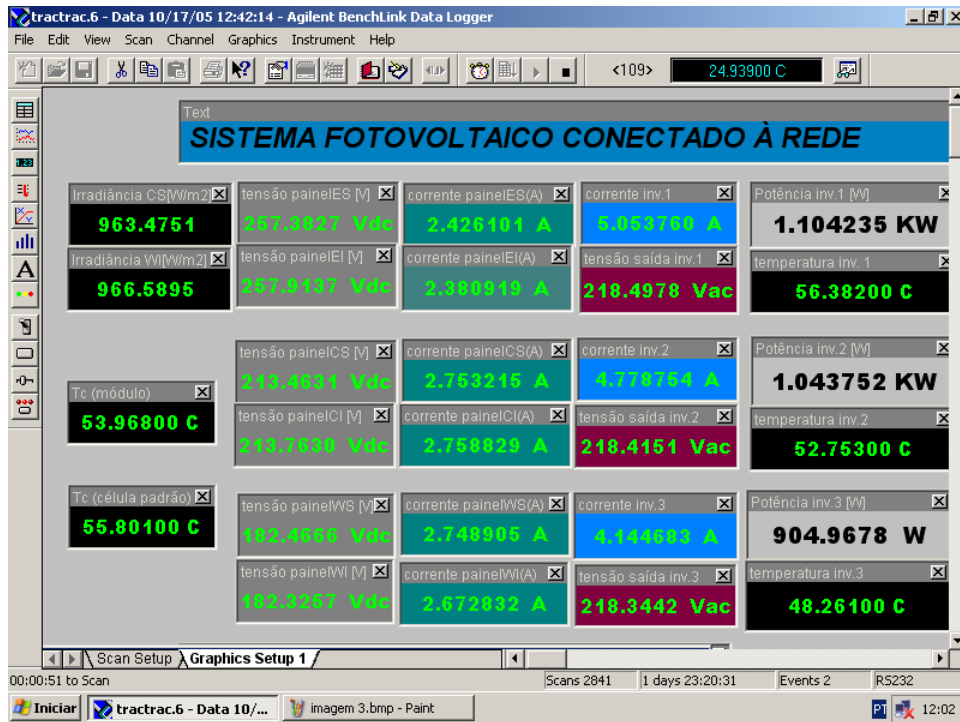 tractrac.6 - Data 10/17/05 12:42:14 - Agilent BenchLink Data Logger
File Edit View Scan Channel Graphics Instrument Help
<109> 24.93900 C
Text
SISTEMA FOTOVOLTAICO CONECTADO À REDE
Irradiância CS[W/m2] tensão painelES [V] corrente painelES(A) corrente inv.1 Potência inv.1 [W]
963.4751 257.3827 Vdc 2.426101 A 5.053760 A 1.104235 KW
Irradiância WI[W/m2] tensão painelEI [V] corrente painelEI(A) tensão saída inv.1 temperatura inv. 1
966.5895 257.9137 Vdc 2.380919 A 218.4978 Vac 56.38200 C
tensão painelCS [V] corrente painelCS(A) corrente inv.2 Potência inv.2 [W]
213.4631 Vdc 2.753215 A 4.778754 A 1.043752 KW
Tc (módulo) tensão painelCI [V] corrente painelCI(A) tensão saída inv.2 temperatura inv.2
53.96800 C 213.7630 Vdc 2.758829 A 218.4151 Vac 52.75300 C
Tc (célula padrão) tensão painelWS [V] corrente painelWS(A) corrente inv.3 Potência inv.3 [W]
55.80100 C 182.4666 Vdc 2.748905 A 4.144683 A 904.9678 W
tensão painelWI [V] corrente painelWI(A) tensão saída inv.3 temperatura inv.3
182.3257 Vdc 2.672832 A 218.3442 Vac 48.26100 C
Scan Setup Graphics Setup 1
00:00:51 to Scan Scans 2841 1 days 23:20:31 Events 2 RS232
Iniciar tractrac.6 - Data 10/... imagem 3.bmp - Paint PT 12:02